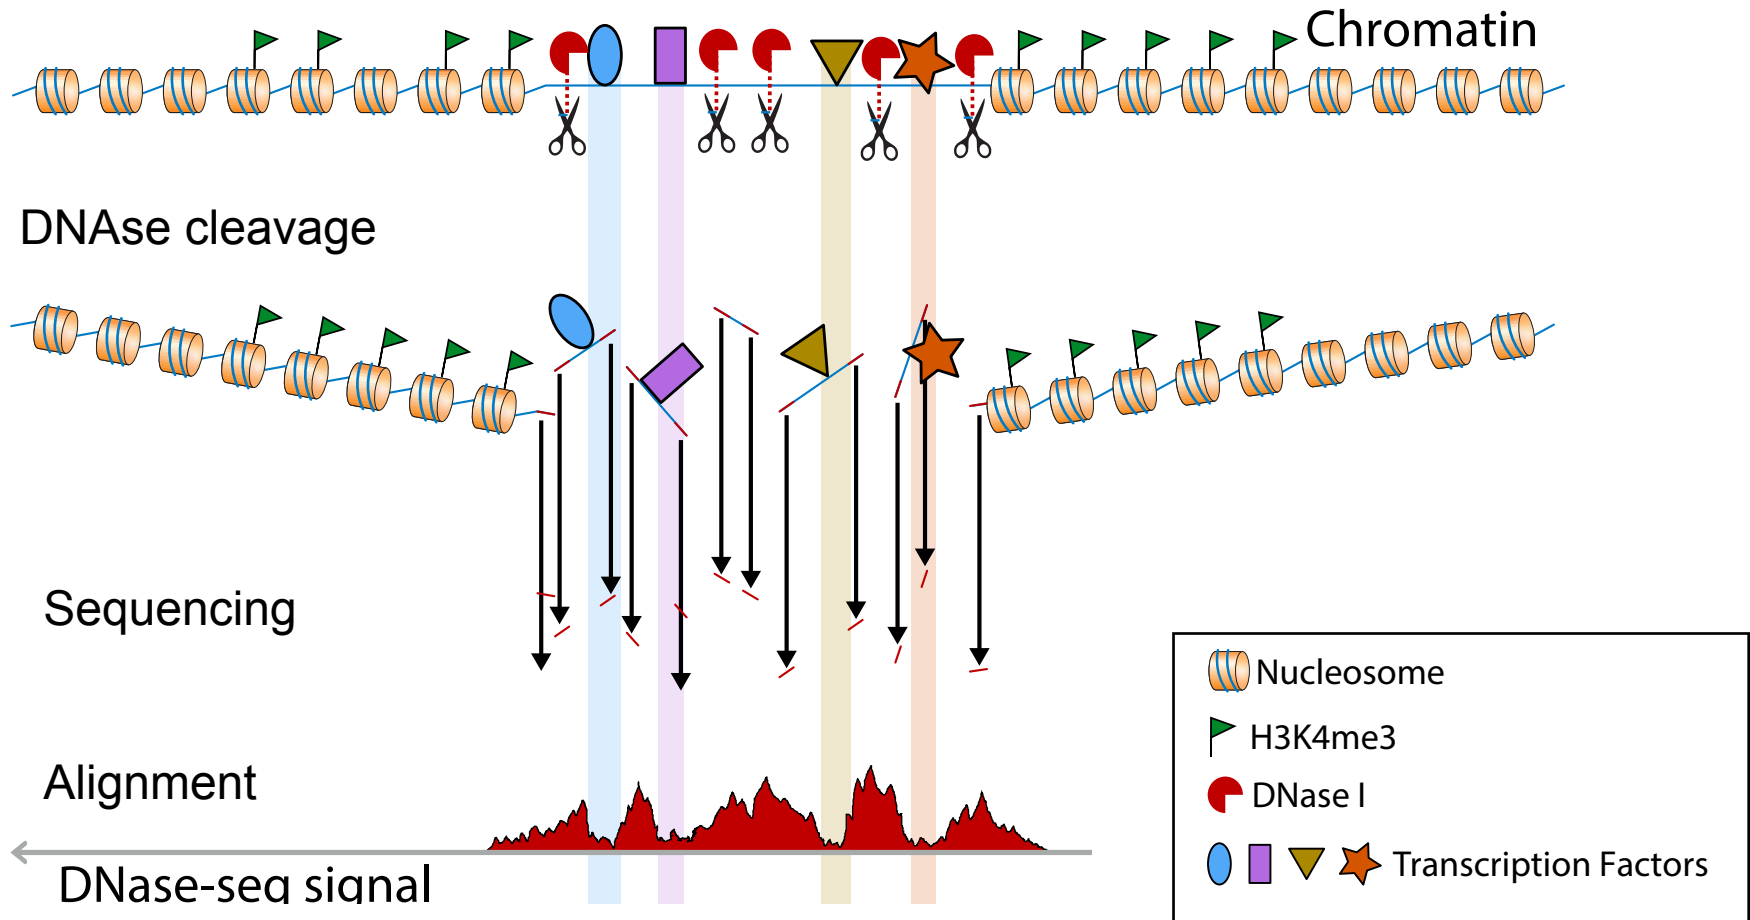 Chromatin
DNAse cleavage
Sequencing
Alignment
DNase-seq signal
Nucleosome
H3K4me3
DNase I
Transcription Factors